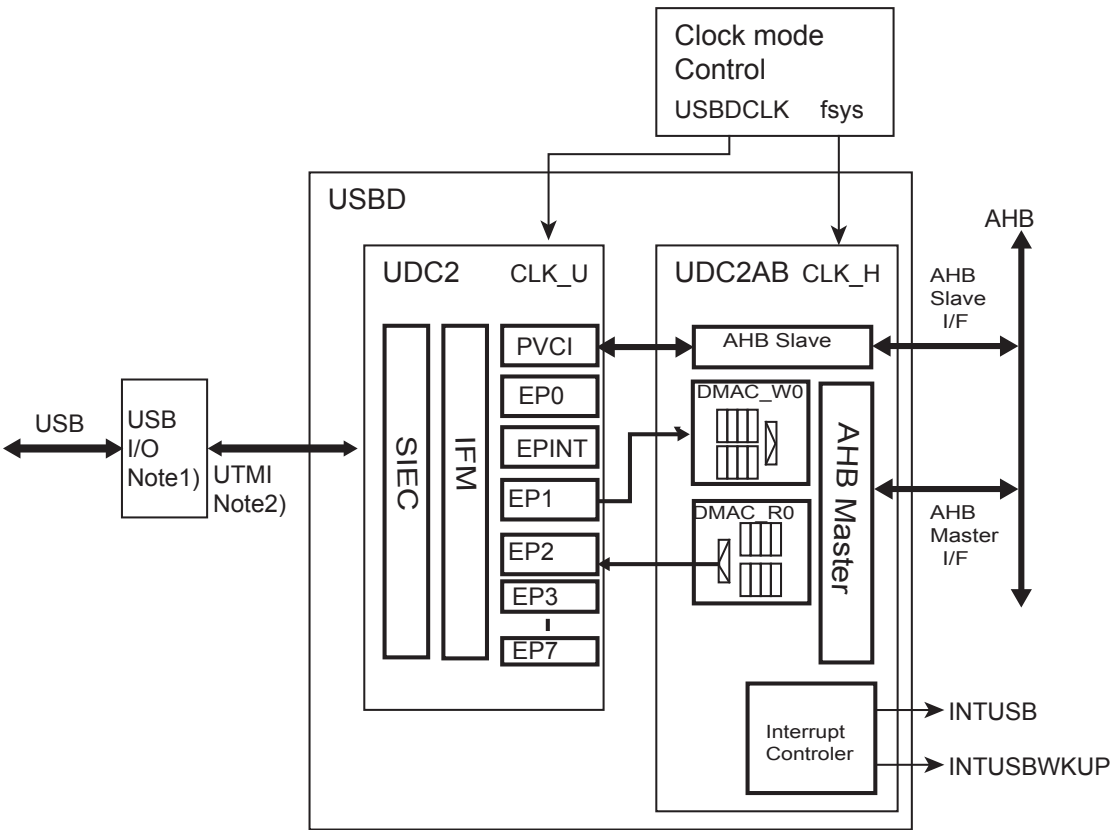 Clock mode
Control
USBDCLK fsys
USBD
AHB
UDC2 CLK_U
UDC2AB CLK_H
AHB
Slave
I/F
PVCI
AHB Slave
EP0
DMAC_W0
USB
USB
I/O
Note1)
UTMI
Note2)
SIEC
IFM
EPINT
EP1
AHB Master
DMAC_R0
AHB
Master
I/F
EP2
EP3
EP7
Interrupt
Controler
INTUSB
INTUSBWKUP